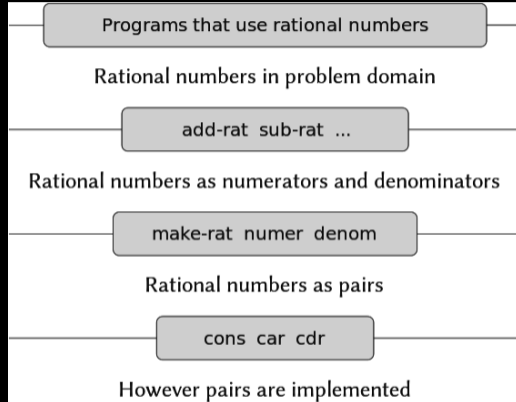 Programs that use rational numbers
Rational numbers in problem domain
add-rat sub-rat ...
Rational numbers as numerators and denominators
make-rat numer denom
Rational numbers as pairs
cons car cdr
However pairs are implemented